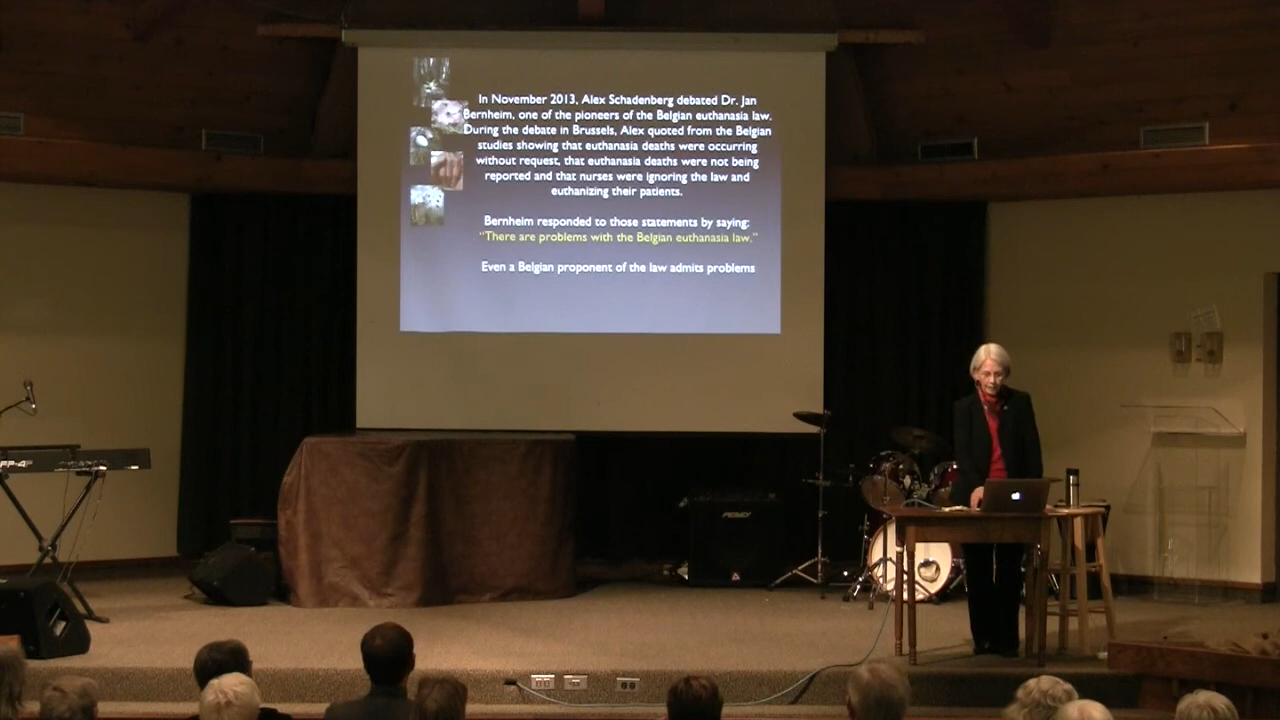 In November 2013, Alex Schadenberg debated Dr. Jan
Bernheim, one of the pioneers of the Belgian euthanasia law.
During the debate in Brussels, Alex quoted from the Belgian
studies showing that euthanasia deaths were occurring
without request, that euthanasia deaths were not being
reported and that nurses were ignoring the law and
euthanizing their patients.
Bernheim responded to those statements by saying:
"There are problems with the Belgian euthanasia law."
Even a Belgian proponent of the law admits problems
FP-4F
PEAVEY